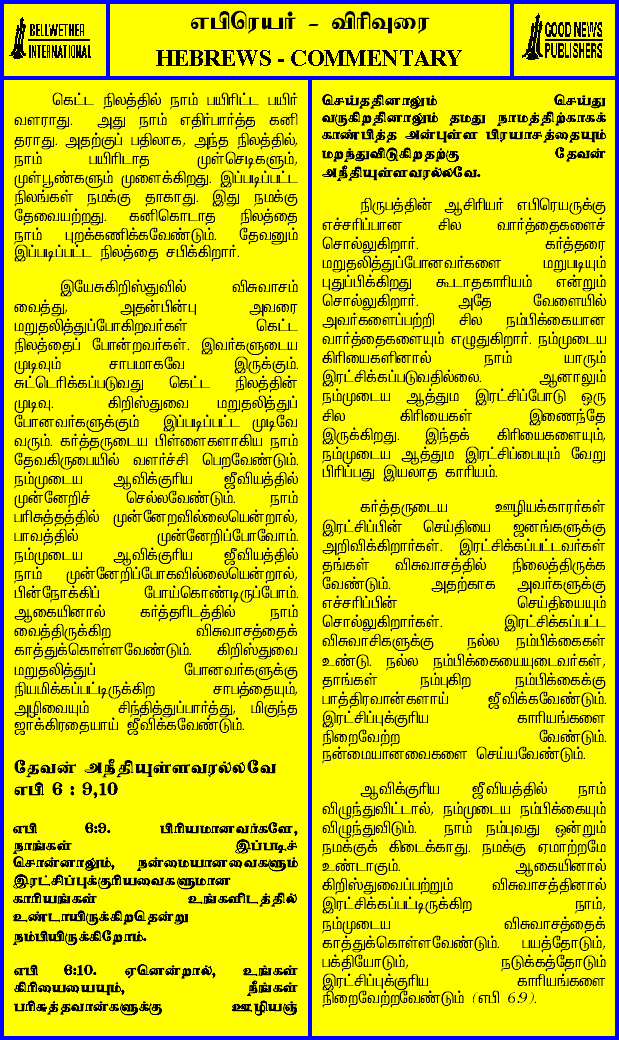 BELLWETHER
INTERNATIONAL
எபிரெயர் - விரிவுரை
HEBREWS - COMMENTARY
GOOD NEWS
PUBLISHERS
கெட்ட நிலத்தில் நாம் பயிரிட்ட பயிர்
வளராது. அது நாம் எதிர்பார்த்த கனி
தராது. அதற்குப் பதிலாக, அந்த நிலத்தில்,
நாம் பயிரிடாத முள்செடிகளும்,
முள்பூண்களும் முளைக்கிறது. இப்படிப்பட்ட
நிலங்கள் நமக்கு தாகாது. இது நமக்கு
தேவையற்றது. கனிகொடாத நிலத்தை
நாம் புறக்கணிக்கவேண்டும். தேவனும்
இப்படிப்பட்ட நிலத்தை சபிக்கிறார்.
இயேசுகிறிஸ்துவில் விசுவாசம்
வைத்து, அதன்பின்பு அவரை
மறுதலித்துப்போகிறவர்கள் கெட்ட
நிலத்தைப் போன்றவர்கள். இவர்களுடைய
முடிவும் சாபமாகவே இருக்கும்.
சுட்டெரிக்கப்படுவது கெட்ட நிலத்தின்
முடிவு. கிறிஸ்துவை மறுதலித்துப்
போனவர்களுக்கும் இப்படிப்பட்ட முடிவே
வரும். கர்த்தருடைய பிள்ளைகளாகிய நாம்
தேவகிருபையில் வளர்ச்சி பெறவேண்டும்.
நம்முடைய ஆவிக்குரிய ஜீவியத்தில்
முன்னேறிச் செல்லவேண்டும். நாம்
பரிசுத்தத்தில் முன்னேறவில்லையென்றால்,
பாவத்தில் முன்னேறிப்போவோம்.
நம்முடைய ஆவிக்குரிய ஜீவியத்தில்
நாம் முன்னேறிப்போகவில்லையென்றால்,
பின்நோக்கிப் போய்கொண்டிருப்போம்.
ஆகையினால் கர்த்தரிடத்தில் நாம்
வைத்திருக்கிற விசுவாசத்தைக்
காத்துக்கொள்ளவேண்டும். கிறிஸ்துவை
மறுதலித்துப் போனவர்களுக்கு
நியமிக்கப்பட்டிருக்கிற சாபத்தையும்,
அழிவையும் சிந்தித்துப்பார்த்து, மிகுந்த
ஜாக்கிரதையாய் ஜீவிக்கவேண்டும்.
தேவன் அநீதியுள்ளவரல்லவே
எபி 6 : 9,10
எபி 6:9. பிரியமானவர்களே,
நாங்கள் இப்படிச்
சொன்னாலும், நன்மையானவைகளும்
இரட்சிப்புக்குரியவைகளுமான
காரியங்கள் உங்களிடத்தில்
உண்டாயிருக்கிறதென்று
நம்பியிருக்கிறோம்.
எபி 6:10. ஏனென்றால், உங்கள்
கிரியையையும், நீங்கள்
பரிசுத்தவான்களுக்கு ஊழியஞ்
செய்ததினாலும் செய்து
வருகிறதினாலும் தமது நாமத்திற்காகக்
காண்பித்த அன்புள்ள பிரயாசத்தையும்
மறந்துவிடுகிறதற்கு தேவன்
அநீதியுள்ளவரல்லவே.
நிருபத்தின் ஆசிரியர் எபிரெயருக்கு
எச்சரிப்பான சில வார்த்தைகளைச்
சொல்லுகிறார். கர்த்தரை
மறுதலித்துப்போனவர்களை மறுபடியும்
புதுப்பிக்கிறது கூடாதகாரியம் என்றும்
சொல்லுகிறார். அதே வேளையில்
அவர்களைப்பற்றி சில நம்பிக்கையான
வார்த்தைகளையும் எழுதுகிறார். நம்முடைய
கிரியைகளினால் நாம் யாரும்
இரட்சிக்கப்படுவதில்லை. ஆனாலும்
நம்முடைய ஆத்தும இரட்சிப்போடு ஒரு
சில கிரியைகள் இணைந்தே
இருக்கிறது. இந்தக் கிரியைகளையும்,
நம்முடைய ஆத்தும இரட்சிப்பையும் வேறு
பிரிப்பது இயலாத காரியம்.
கர்த்தருடைய ஊழியக்காரர்கள்
இரட்சிப்பின் செய்தியை ஜனங்களுக்கு
அறிவிக்கிறார்கள். இரட்சிக்கப்பட்டவர்கள்
தங்கள் விசுவாசத்தில் நிலைத்திருக்க
வேண்டும். அதற்காக அவர்களுக்கு
எச்சரிப்பின் செய்தியையும்
சொல்லுகிறார்கள். இரட்சிக்கப்பட்ட
விசுவாசிகளுக்கு நல்ல நம்பிக்கைகள்
உண்டு. நல்ல நம்பிக்கையையுடைவர்கள்,
தாங்கள் நம்புகிற நம்பிக்கைக்கு
பாத்திரவான்களாய் ஜீவிக்கவேண்டும்.
இரட்சிப்புக்குரிய காரியங்களை
நிறைவேற்ற வேண்டும்.
நன்மையானவைகளை செய்யவேண்டும்.
ஆவிக்குரிய ஜீவியத்தில் நாம்
விழுந்துவிட்டால், நம்முடைய நம்பிக்கையும்
விழுந்துவிடும். நாம் நம்புவது ஒன்றும்
நமக்குக் கிடைக்காது. நமக்கு ஏமாற்றமே
உண்டாகும். ஆகையினால்
கிறிஸ்துவைப்பற்றும் விசுவாசத்தினால்
இரட்சிக்கப்பட்டிருக்கிற நாம்,
நம்முடைய விசுவாசத்தைக்
காத்துக்கொள்ளவேண்டும். பயத்தோடும்,
பக்தியோடும், நடுக்கத்தோடும்
இரட்சிப்புக்குரிய காரியங்களை
நிறைவேற்றவேண்டும் (எபி 6:9).